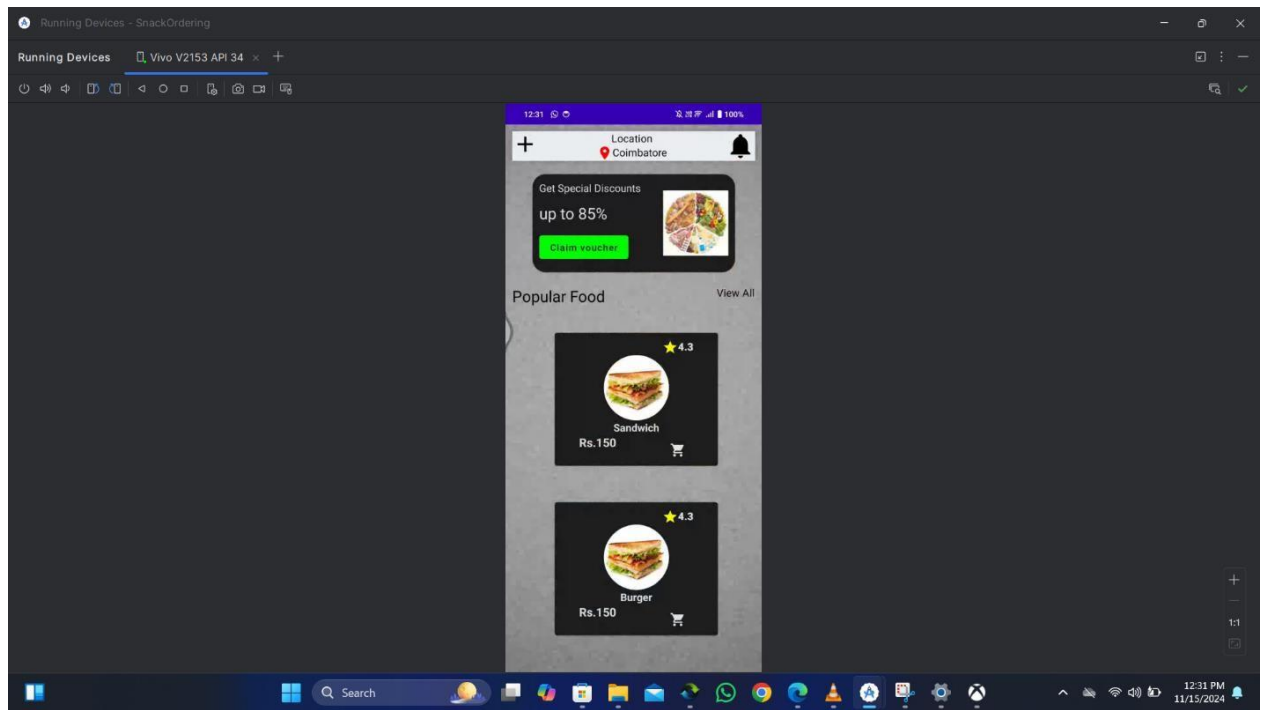 Running Devices - SnackOrdering
Running Devices
Vivo V2153 API 34
12:31
100%
Location
Coimbatore
Get Special Discounts
up to 85%
Claim voucher
Popular Food
View All
4.3
Sandwich
Rs.150
4.3
Burger
Rs.150
1:1
Search
12:31 PM
11/15/2024